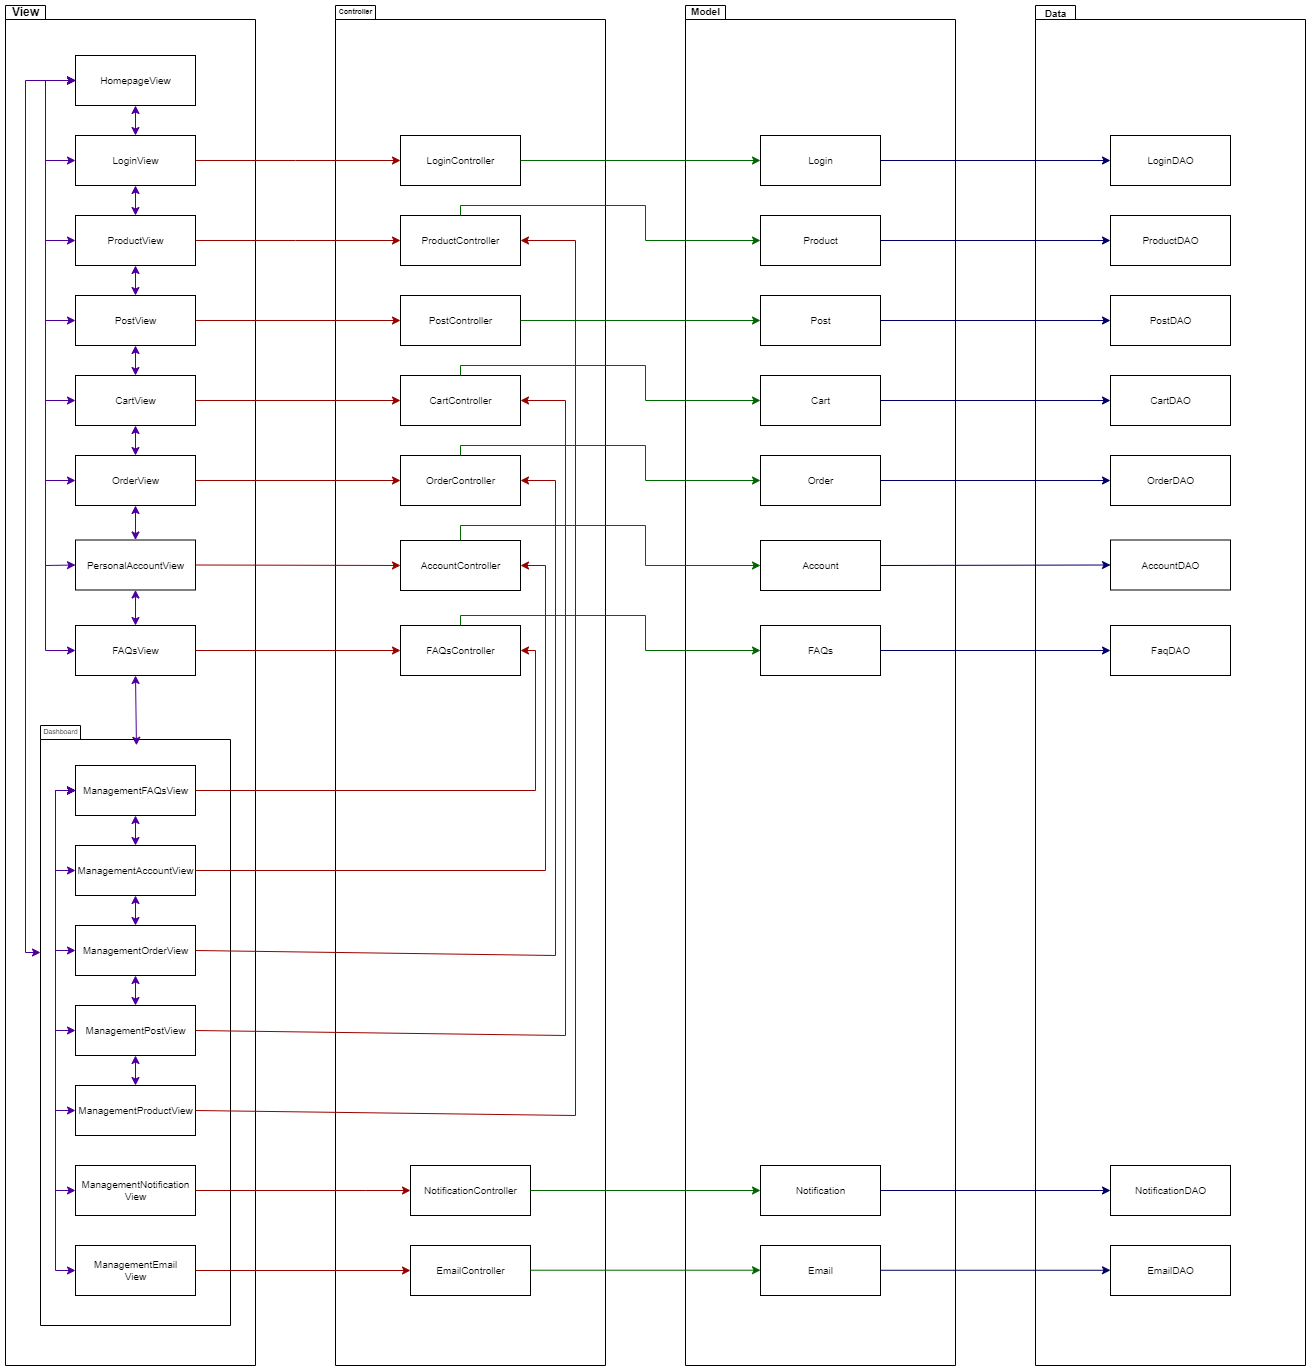 View
Controller
Model
Data
HomepageView
LoginView
LoginController
Login
LoginDAO
ProductView
ProductController
Product
ProductDAO
PostView
PostController
Post
PostDAO
CartView
CartController
Cart
CartDAO
OrderView
OrderController
Order
OrderDAO
PersonalAccountView
AccountController
Account
AccountDAO
FAQsView
FAQsController
FAQs
FaqDAO
Dashboard
ManagementFAQsView
ManagementAccountView
ManagementOrderView
ManagementPostView
ManagementProductView
ManagementNotification
View
NotificationController
Notification
NotificationDAO
ManagementEmail
View
EmailController
Email
EmailDAO